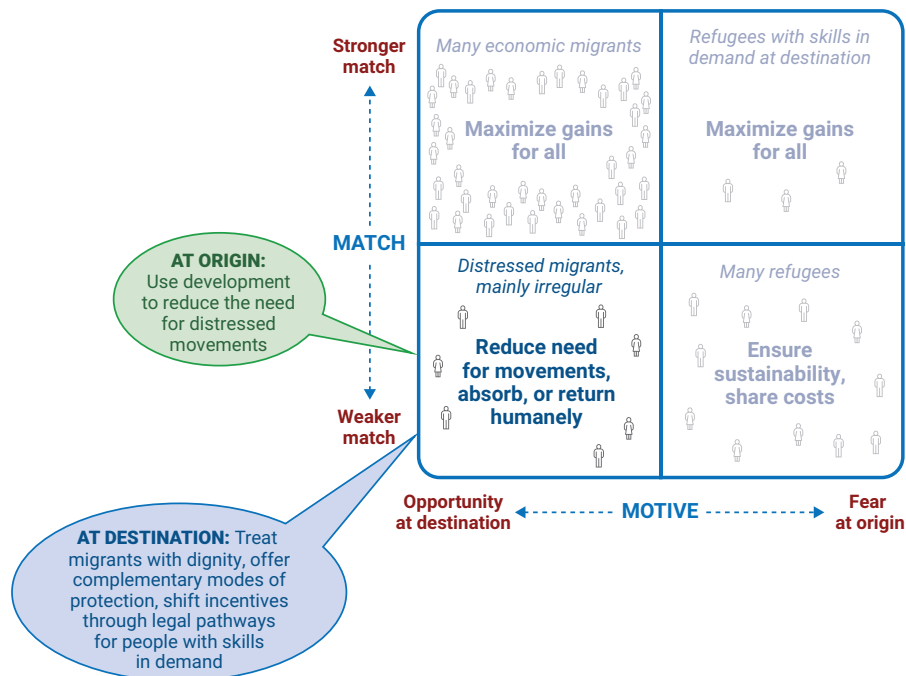 Stronger
match
Many economic migrants
Maximize gains
for all
Refugees with skills in
demand at destination
Maximize gains
for all
MATCH
AT ORIGIN:
Use development
to reduce the need
for distressed
movements
Distressed migrants,
mainly irregular
Reduce need
for movements,
absorb, or return
humanely
Many refugees
Ensure
sustainability,
share costs
Weaker
match
Opportunity
at destination
MOTIVE
Fear
at origin
AT DESTINATION: Treat
migrants with dignity, offer
complementary modes of
protection, shift incentives
through legal pathways
for people with skills
in demand